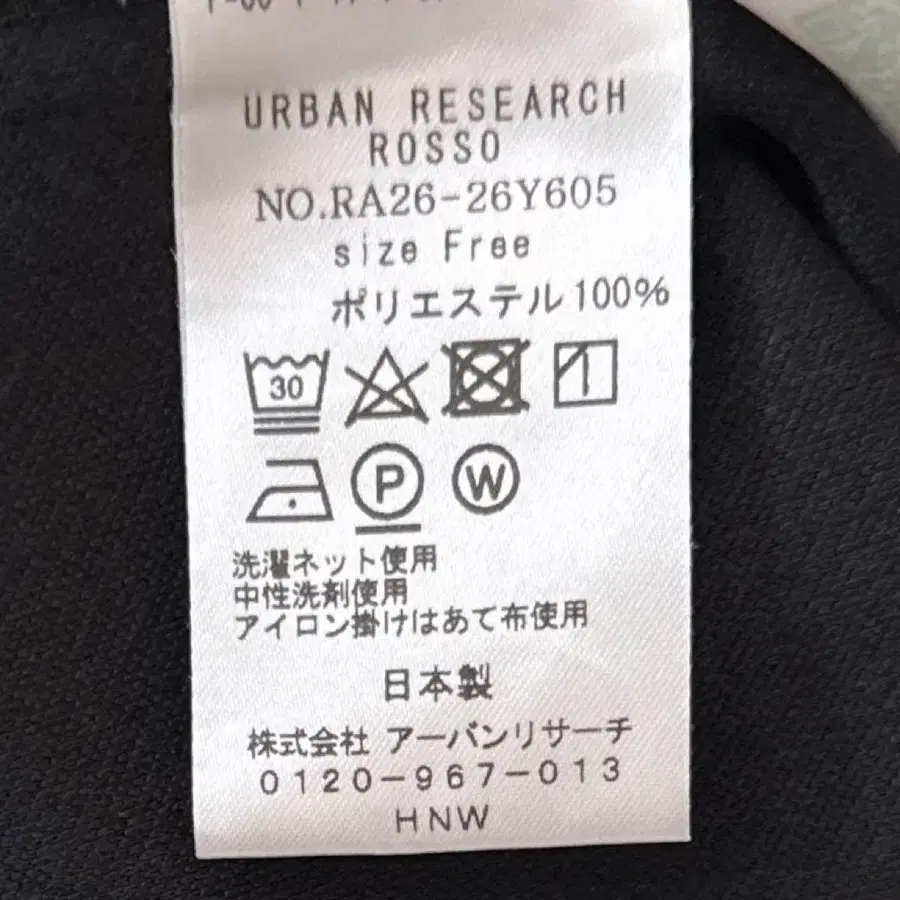 URBAN RESEARCH
ROSSO
NO.RA26-26Y605
size Free
ポリエステル100%
30
P W
洗濯ネット使用
中性洗剤使用
アイロン掛けはあて布使用
日本製
株式会社 アーバンリサーチ
0120-967-013
HNW